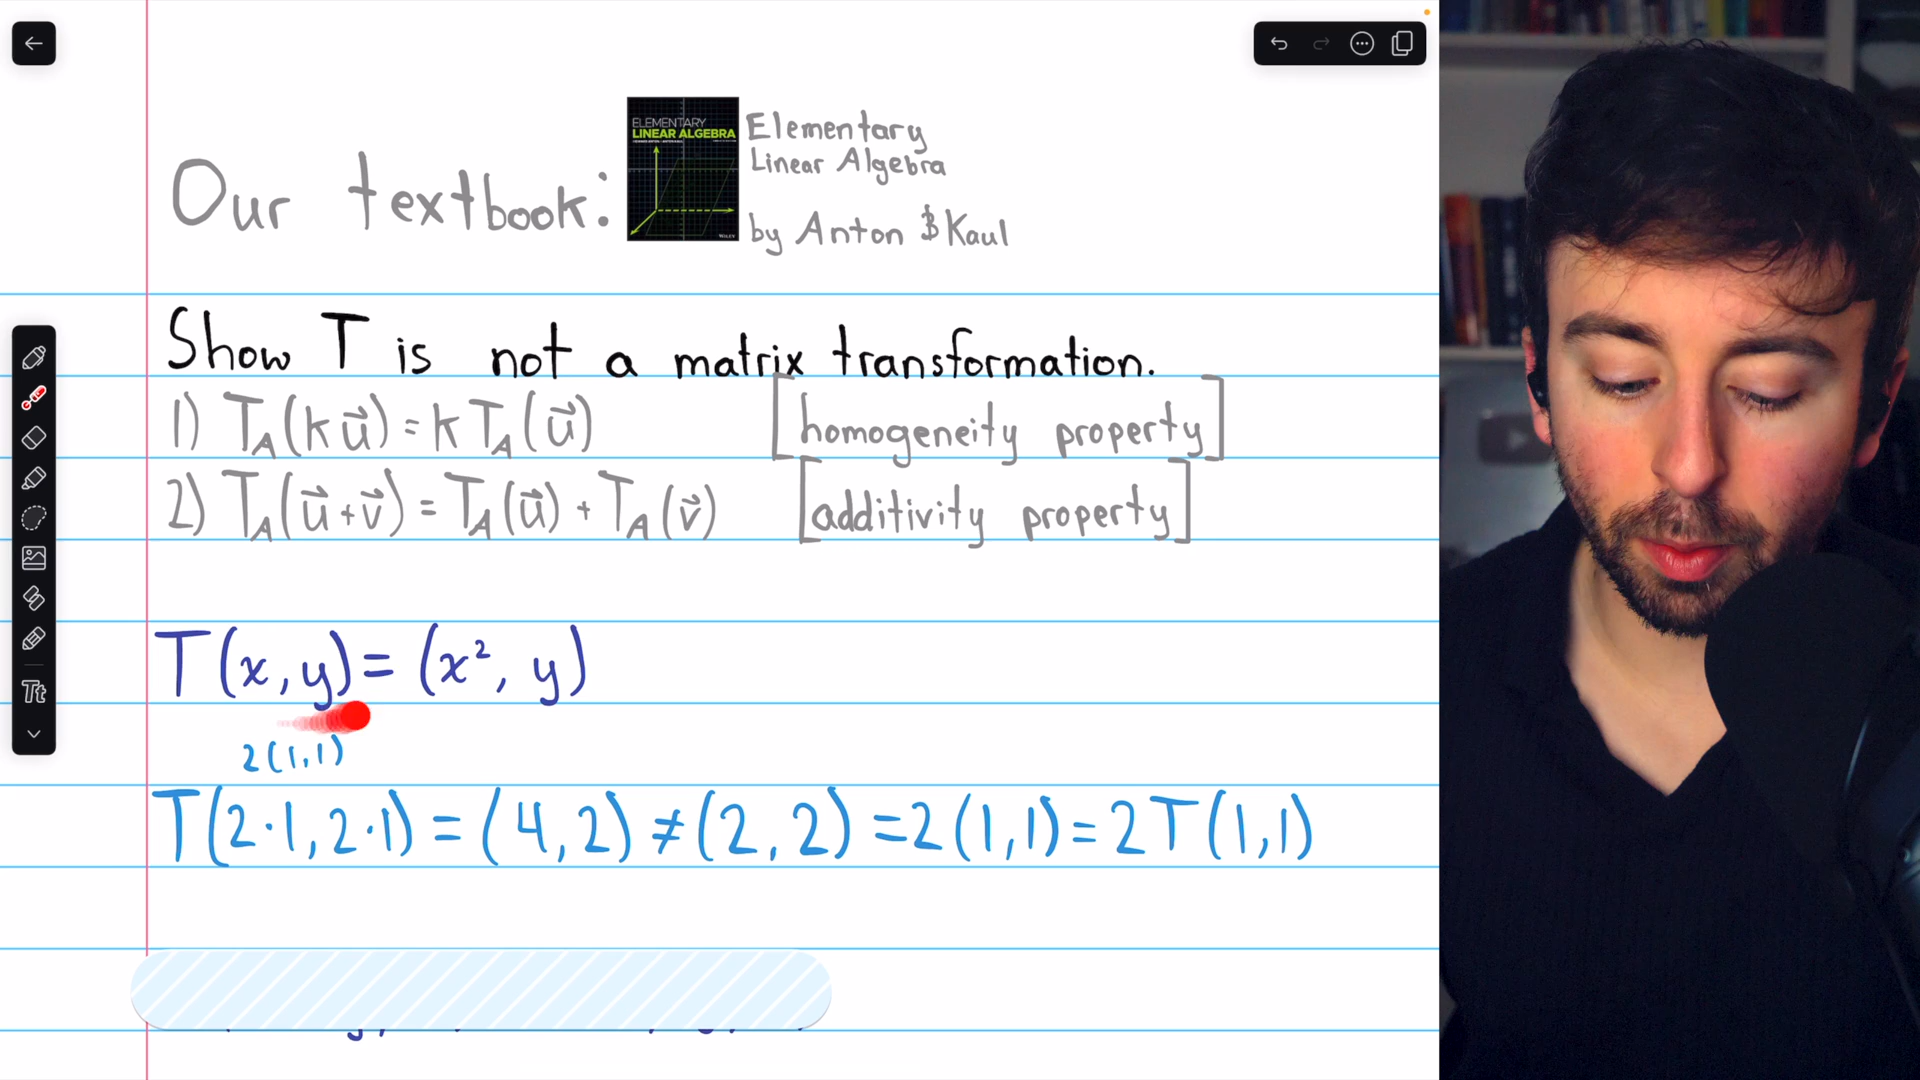 ELEMENTARY
LINEAR ALGEBRA
WILEY
Elementary
Linear Algebra
Our textbook:
by Anton & Kaul
Show T is not a matrix transformation.
1) T_A(k u⃗) = k T_A(u⃗) [homogeneity property]
2) T_A(u⃗ + v⃗) = T_A(u⃗) + T_A(v⃗) [additivity property]
T(x, y) = (x², y)
2(1,1)
T(2·1, 2·1) = (4, 2) ≠ (2, 2) = 2(1,1) = 2T(1,1)
Tt